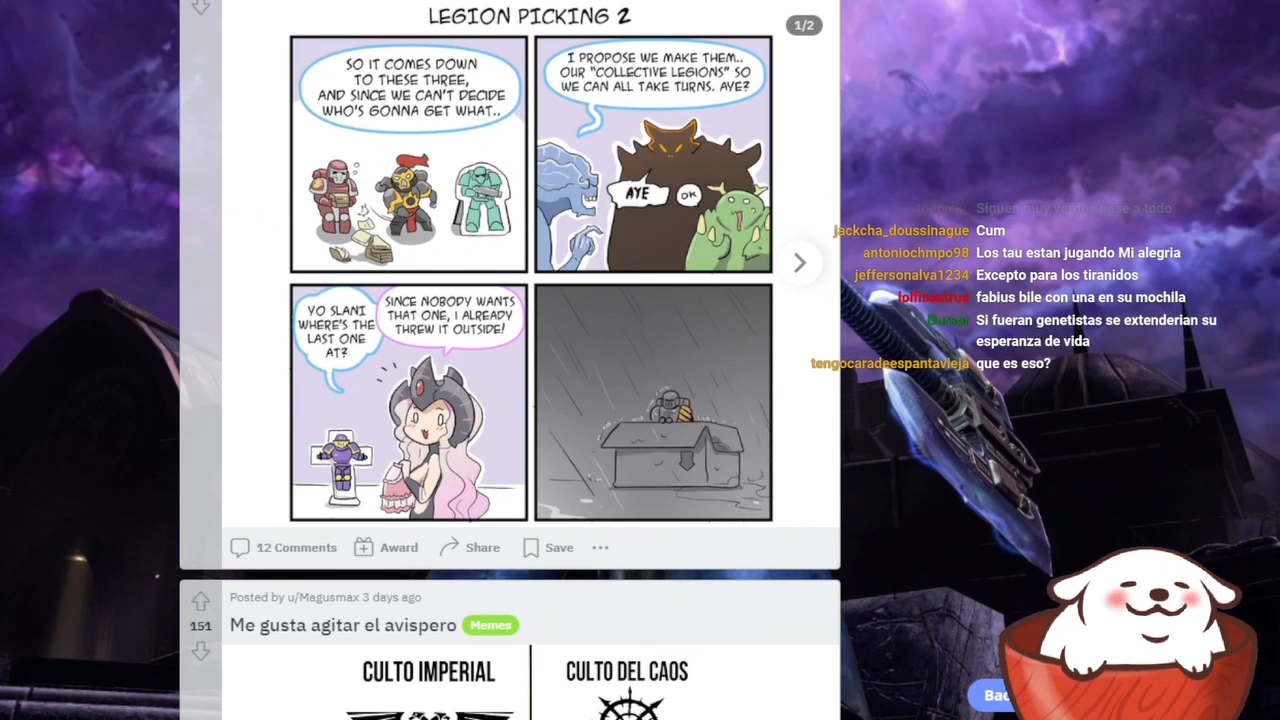 LEGION PICKING 2
1/2
SO IT COMES DOWN
TO THESE THREE,
AND SINCE WE CAN'T DECIDE
WHO'S GONNA GET WHAT..
I PROPOSE WE MAKE THEM..
OUR "COLLECTIVE LEGIONS" SO
WE CAN ALL TAKE TURNS. AYE?
AYE
OK
YO SLANI
WHERE'S THE
LAST ONE
AT?
SINCE NOBODY WANTS
THAT ONE, I ALREADY
THREW IT OUTSIDE!
12 Comments
Award
Share
Save
151
Posted by u/Magusmax 3 days ago
Me gusta agitar el avispero Memes
CULTO IMPERIAL
CULTO DEL CAOS
a todo
jackcha_doussinague Cum
antoniochmpo98 Los tau estan jugando Mi alegria
jeffersonalva1234 Excepto para los tiranidos
fabius bile con una en su mochila
Si fueran genetistas se extenderian su
esperanza de vida
tengocaradeespantavieja que es eso?